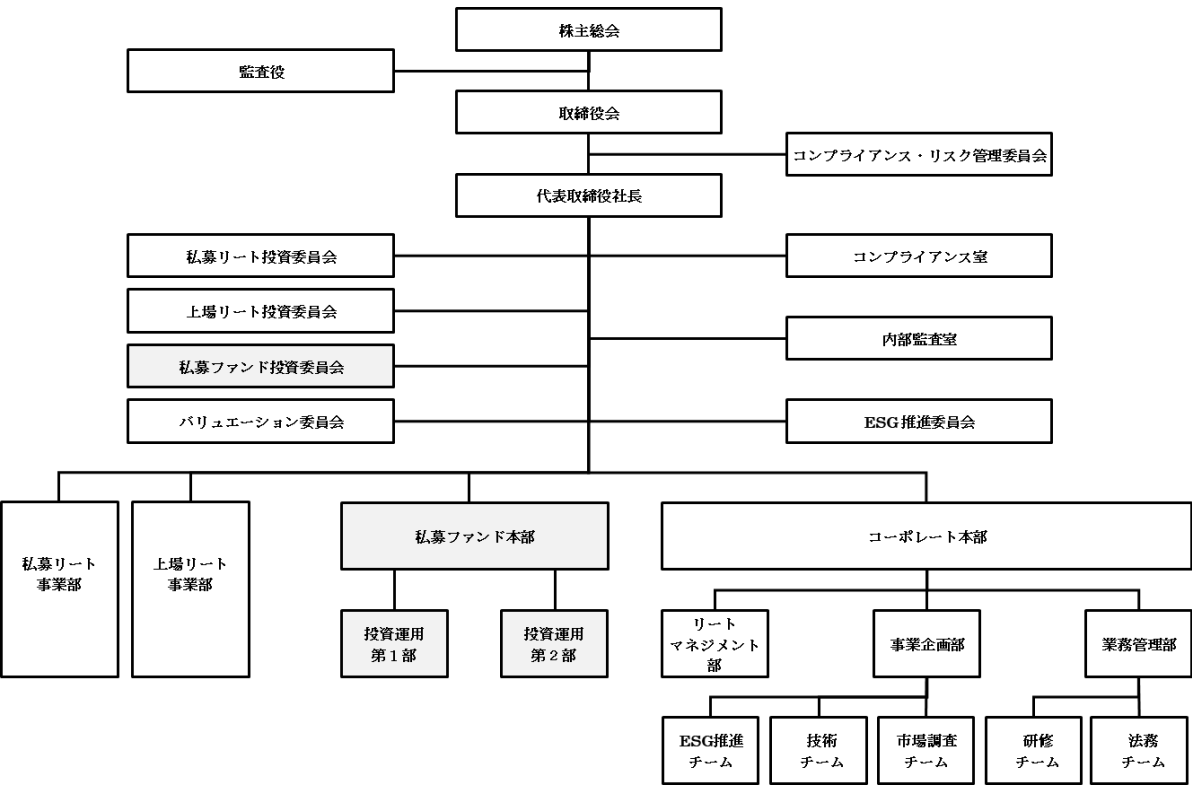 株主総会
監査役
取締役会
コンプライアンス・リスク管理委員会
代表取締役社長
私募リート投資委員会
コンプライアンス室
上場リート投資委員会
内部監査室
私募ファンド投資委員会
バリュエーション委員会
ESG推進委員会
私募リート
事業部
上場リート
事業部
私募ファンド本部
コーポレート本部
投資運用
第１部
投資運用
第２部
リート
マネジメント
部
事業企画部
業務管理部
ESG推進
チーム
技術
チーム
市場調査
チーム
研修
チーム
法務
チーム